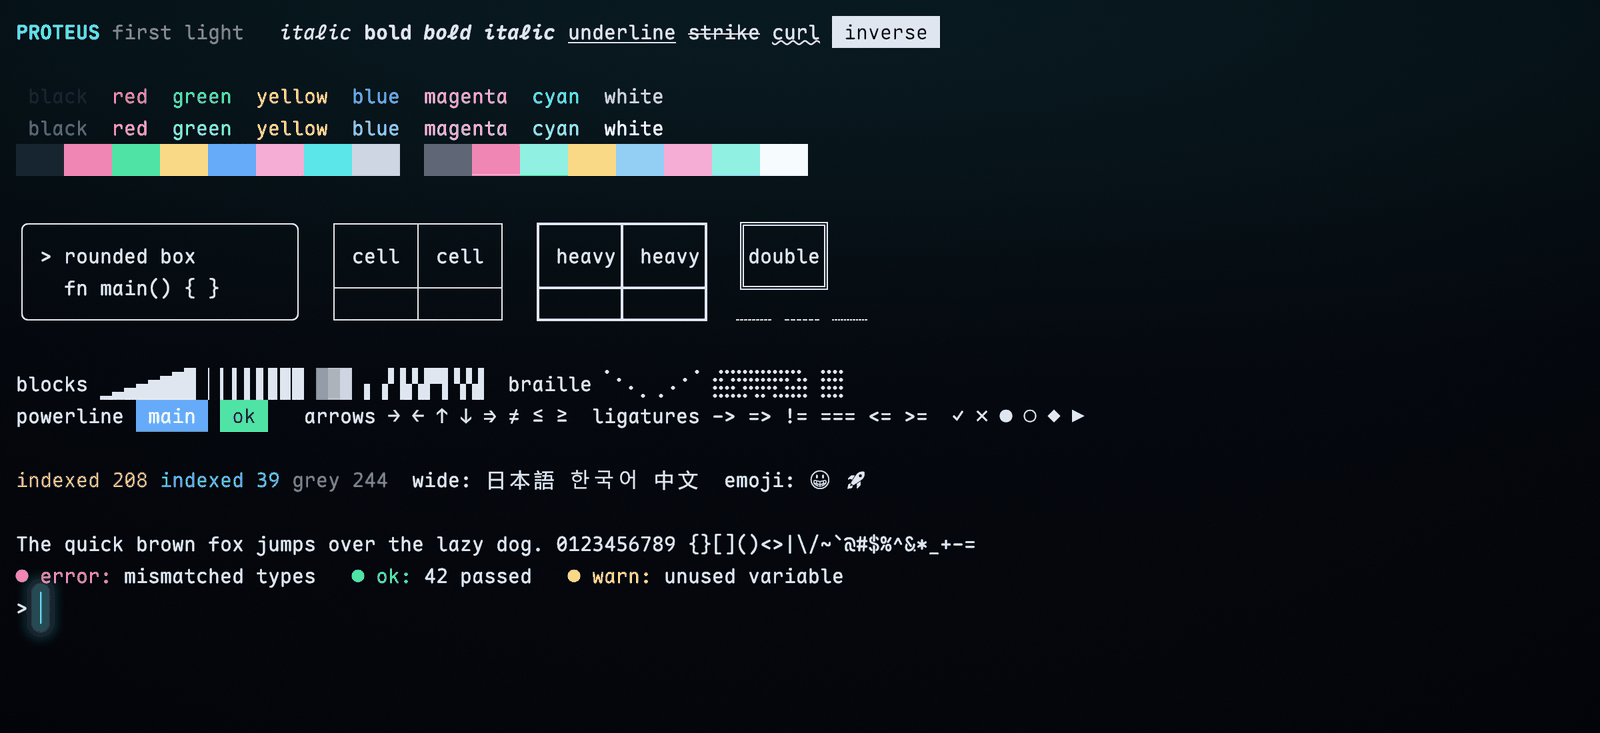 PROTEUS first light italic bold bold italic underline strike curl inverse
black red green yellow blue magenta cyan white
black red green yellow blue magenta cyan white
> rounded box cell cell heavy heavy double
fn main() { }
blocks braille
powerline main ok arrows → ← ↑ ↓ ⇒ ≠ ≤ ≥ ligatures -> => != === <= >= ✓ ✕ ● ○ ◆ ▶
indexed 208 indexed 39 grey 244 wide: 日本語 한국어 中文 emoji: 😀 🚀
The quick brown fox jumps over the lazy dog. 0123456789 {}[]()<>|\/~`@#$%^&*_+-=
● error: mismatched types ● ok: 42 passed ● warn: unused variable
>